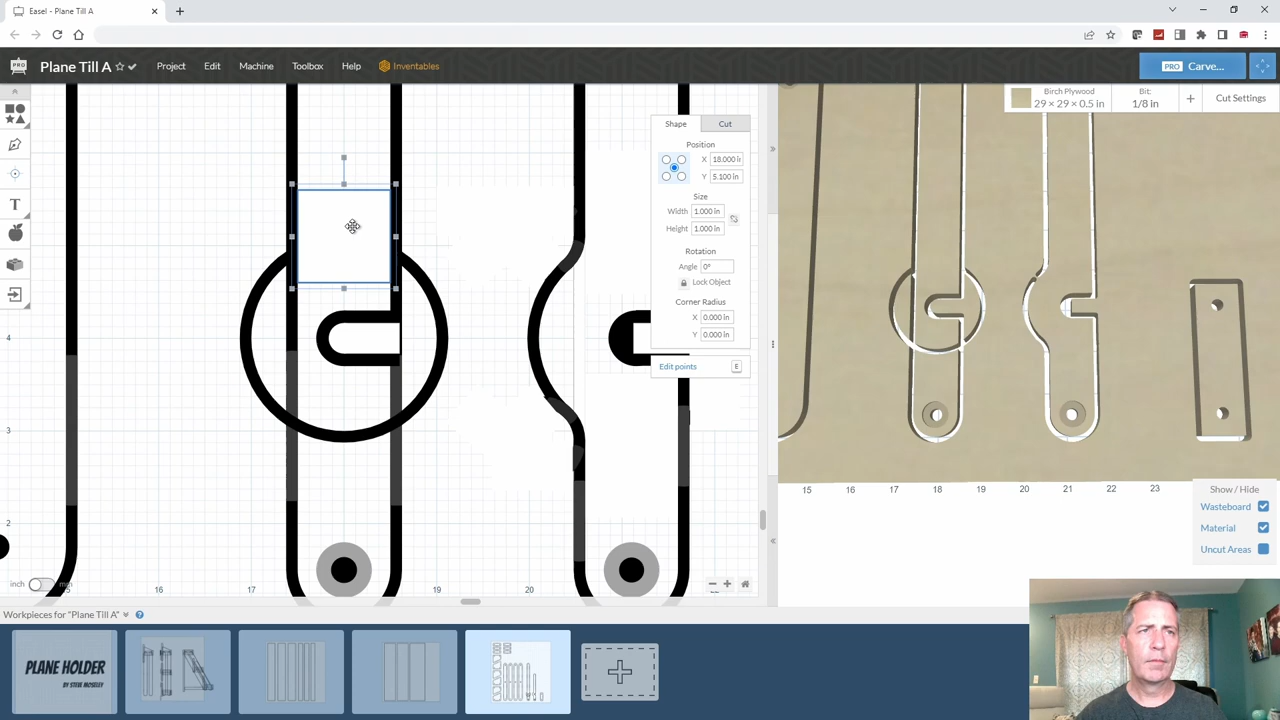 Easel - Plane Till A
PRO
Plane Till A
Project
Edit
Machine
Toolbox
Help
Inventables
PRO Carve...
Birch Plywood
29 × 29 × 0.5 in
Bit:
1/8 in
Cut Settings
Shape
Cut
Position
X 18.000 i
Y 5.100 in
Size
Width 1.000 in
Height 1.000 in
Rotation
Angle 0°
Lock Object
Corner Radius
X 0.000 in
Y 0.000 in
Edit points
E
T
4
3
2
16
17
19
20
inch
15
16
17
18
19
20
21
22
23
Show / Hide
Wasteboard
Material
Uncut Areas
Workpieces for "Plane Till A"
PLANE HOLDER
BY STEVE MOSELEY